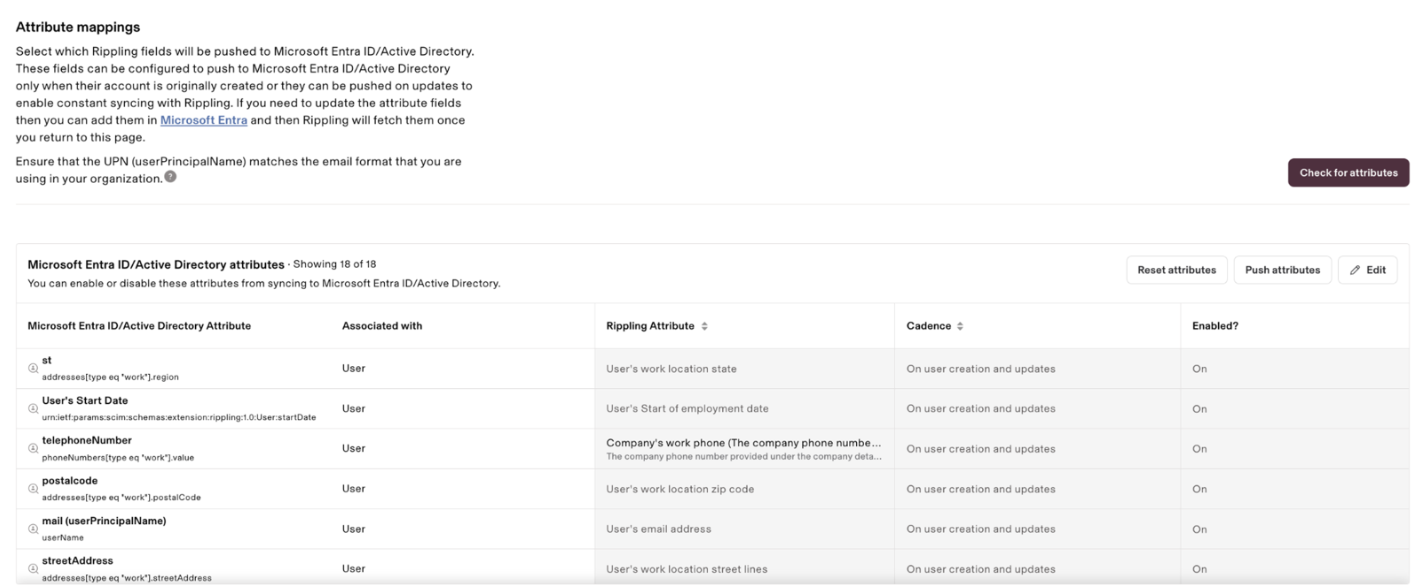 Attribute mappings
Select which Rippling fields will be pushed to Microsoft Entra ID/Active Directory.
These fields can be configured to push to Microsoft Entra ID/Active Directory
only when their account is originally created or they can be pushed on updates to
enable constant syncing with Rippling. If you need to update the attribute fields
then you can add them in Microsoft Entra and then Rippling will fetch them once
you return to this page.
Ensure that the UPN (userPrincipalName) matches the email format that you are
using in your organization. ?
Check for attributes
Microsoft Entra ID/Active Directory attributes · Showing 18 of 18
You can enable or disable these attributes from syncing to Microsoft Entra ID/Active Directory.
Reset attributes Push attributes Edit
Microsoft Entra ID/Active Directory Attribute Associated with Rippling Attribute Cadence Enabled?
st
addresses[type eq "work"].region
User User's work location state On user creation and updates On
User's Start Date
urn:ietf:params:scim:schemas:extension:rippling:1.0:User:startDate
User User's Start of employment date On user creation and updates On
telephoneNumber
phoneNumbers[type eq "work"].value
User
Company's work phone (The company phone numbe...
The company phone number provided under the company deta...
On user creation and updates On
postalcode
addresses[type eq "work"].postalCode
User User's work location zip code On user creation and updates On
mail (userPrincipalName)
userName
User User's email address On user creation and updates On
streetAddress
addresses[type eq "work"].streetAddress
User User's work location street lines On user creation and updates On